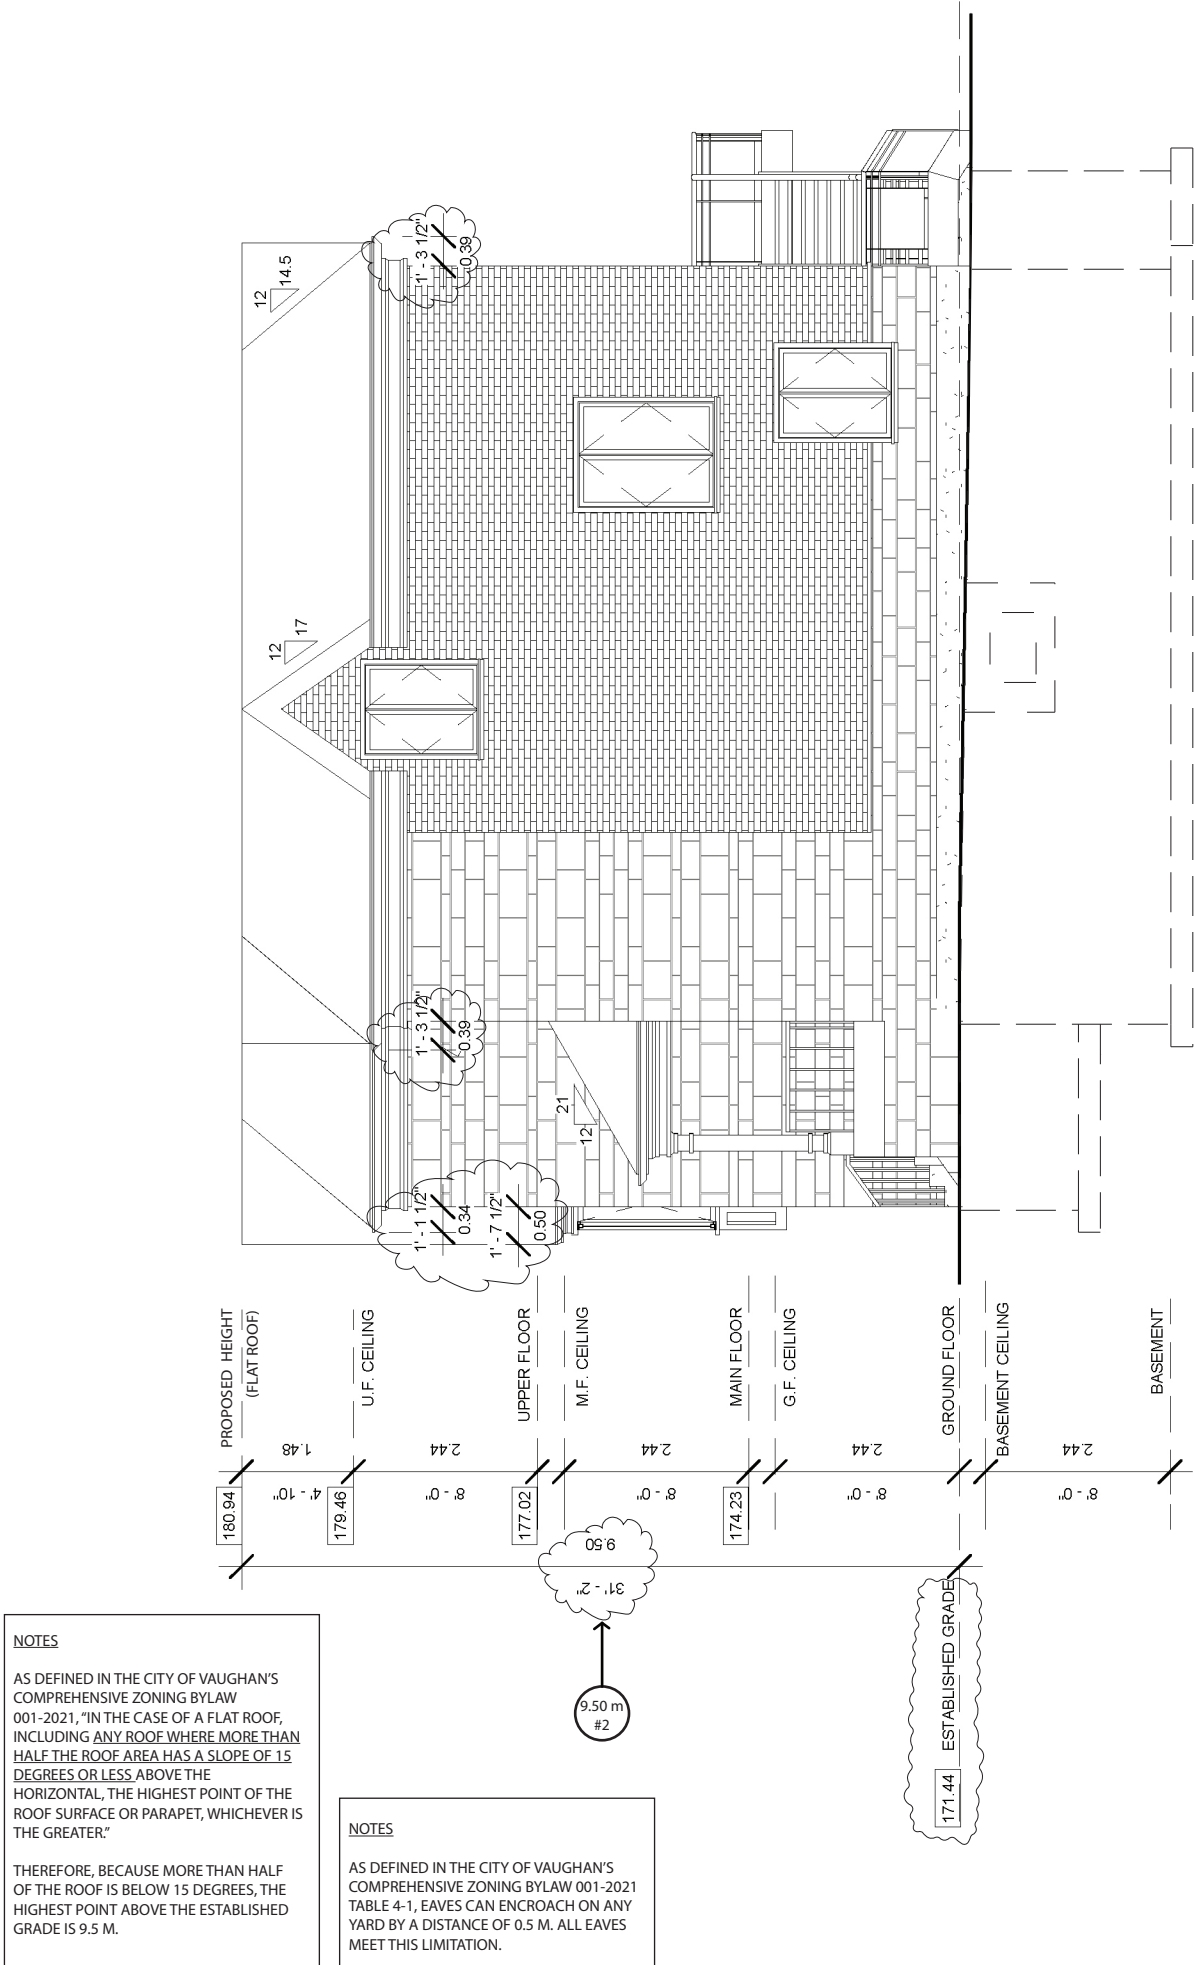 12
14.5
1' - 3 1/2"
0.39
12
17
1' - 3 1/2"
0.39
21
12
1' - 1 1/2"
0.34
1' - 7 1/2"
0.50
PROPOSED HEIGHT
(FLAT ROOF)
U.F. CEILING
UPPER FLOOR
M.F. CEILING
MAIN FLOOR
G.F. CEILING
GROUND FLOOR
BASEMENT CEILING
BASEMENT
1.48
2.44
2.44
2.44
2.44
4' - 10"
8' - 0"
8' - 0"
8' - 0"
8' - 0"
180.94
179.46
177.02
174.23
9.50
31' - 2"
9.50 m
#2
171.44 ESTABLISHED GRADE
NOTES
AS DEFINED IN THE CITY OF VAUGHAN'S
COMPREHENSIVE ZONING BYLAW
001-2021, "IN THE CASE OF A FLAT ROOF,
INCLUDING ANY ROOF WHERE MORE THAN
HALF THE ROOF AREA HAS A SLOPE OF 15
DEGREES OR LESS ABOVE THE
HORIZONTAL, THE HIGHEST POINT OF THE
ROOF SURFACE OR PARAPET, WHICHEVER IS
THE GREATER."
THEREFORE, BECAUSE MORE THAN HALF
OF THE ROOF IS BELOW 15 DEGREES, THE
HIGHEST POINT ABOVE THE ESTABLISHED
GRADE IS 9.5 M.
NOTES
AS DEFINED IN THE CITY OF VAUGHAN'S
COMPREHENSIVE ZONING BYLAW 001-2021
TABLE 4-1, EAVES CAN ENCROACH ON ANY
YARD BY A DISTANCE OF 0.5 M. ALL EAVES
MEET THIS LIMITATION.